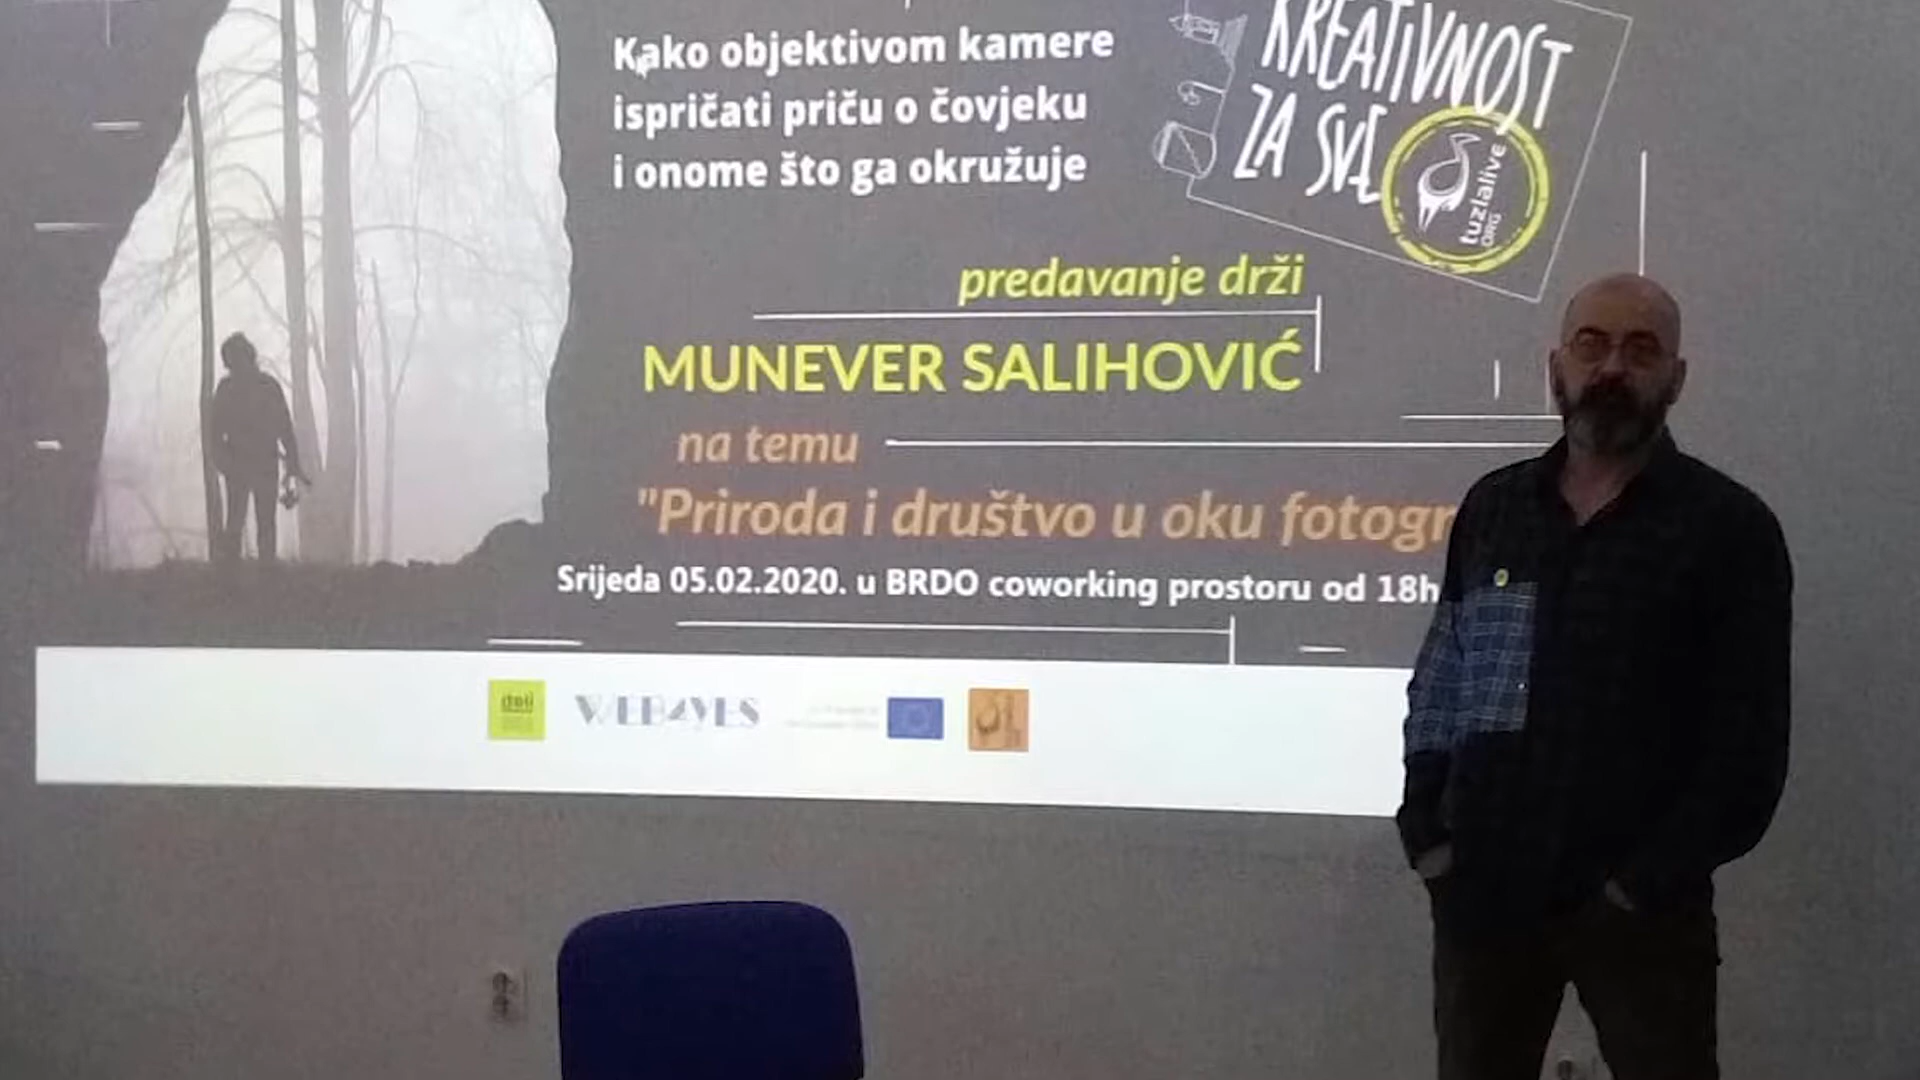 Kako objektivom kamere
ispričati priču o čovjeku
i onome što ga okružuje
KREATIVNOST
ZA SVE
tuzlalive
ORG
predavanje drži
MUNEVER SALIHOVIĆ
na temu
"Priroda i društvo u oku fotogr
Srijeda 05.02.2020. u BRDO coworking prostoru od 18h
WEB4YES